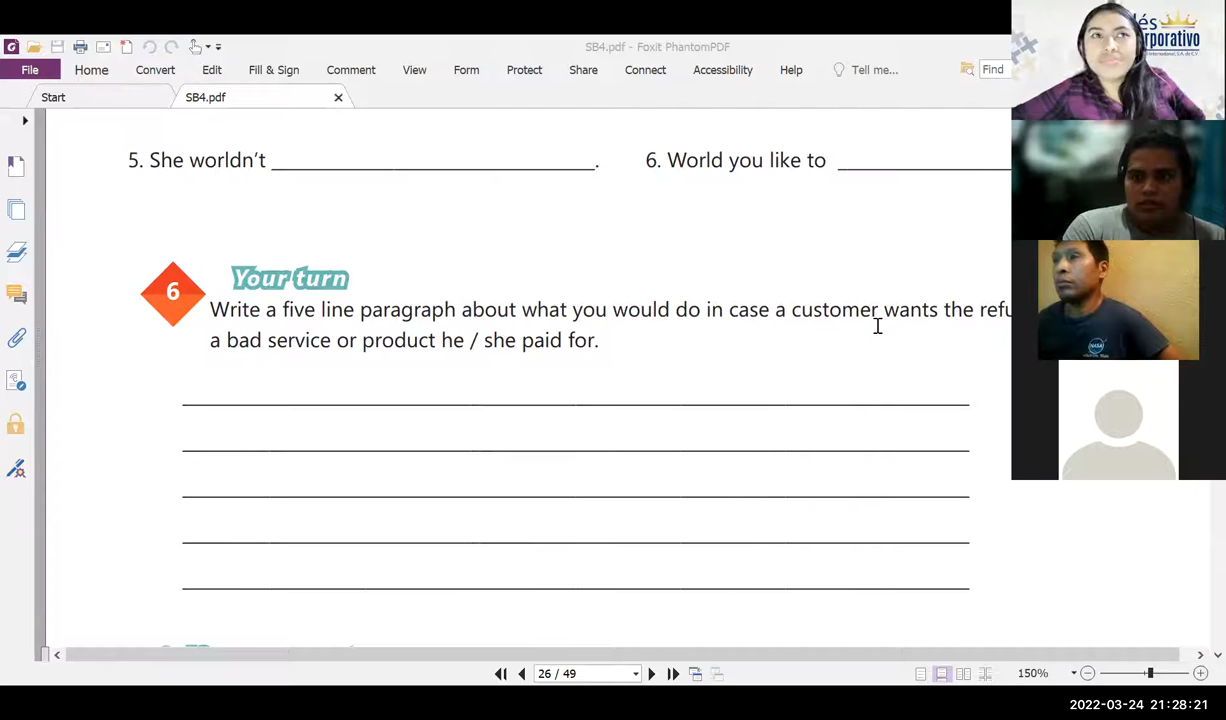 SB4.pdf - Foxit PhantomPDF
File Home Convert Edit Fill & Sign Comment View Form Protect Share Connect Accessibility Help Tell me... Find
Start SB4.pdf
5. She worldn't ____________________. 6. World you like to ____________
6 Your turn
Write a five line paragraph about what you would do in case a customer wants the refu
a bad service or product he / she paid for.
NASA
26 / 49 150%
2022-03-24 21:28:21